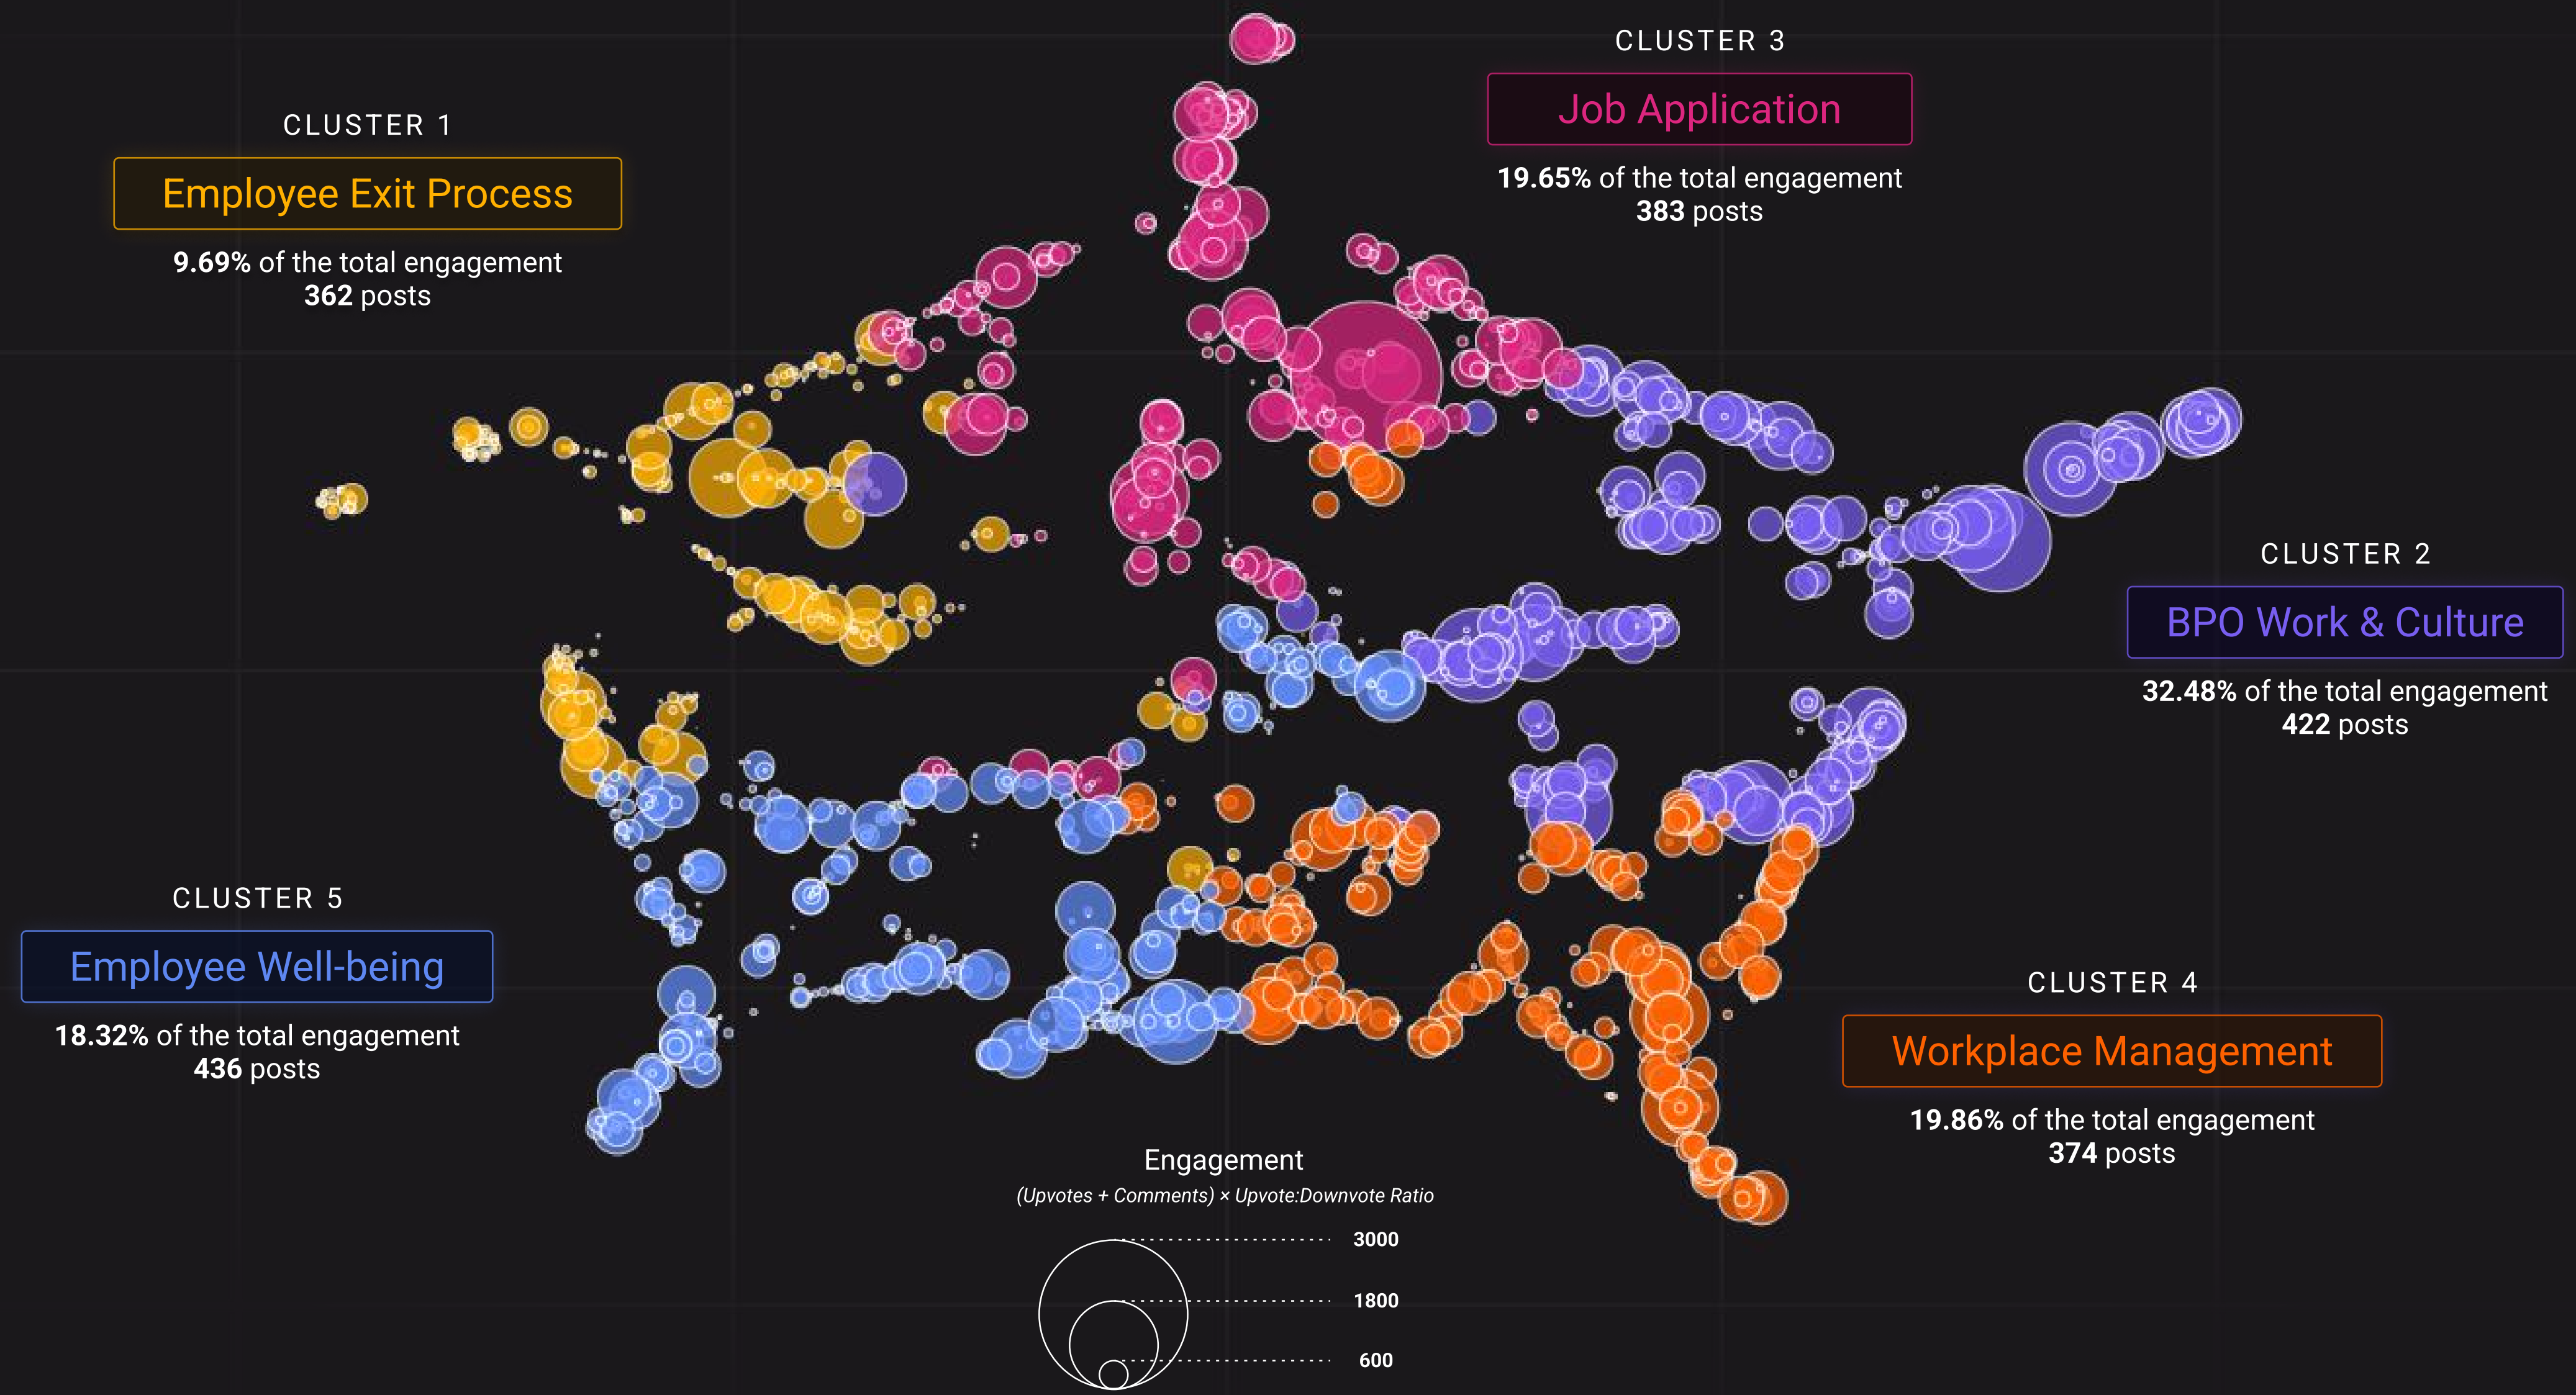 CLUSTER 3
Job Application
19.65% of the total engagement
383 posts
CLUSTER 1
Employee Exit Process
9.69% of the total engagement
362 posts
CLUSTER 2
BPO Work & Culture
32.48% of the total engagement
422 posts
CLUSTER 5
Employee Well-being
18.32% of the total engagement
436 posts
CLUSTER 4
Workplace Management
19.86% of the total engagement
374 posts
Engagement
(Upvotes + Comments) × Upvote:Downvote Ratio
3000
1800
600